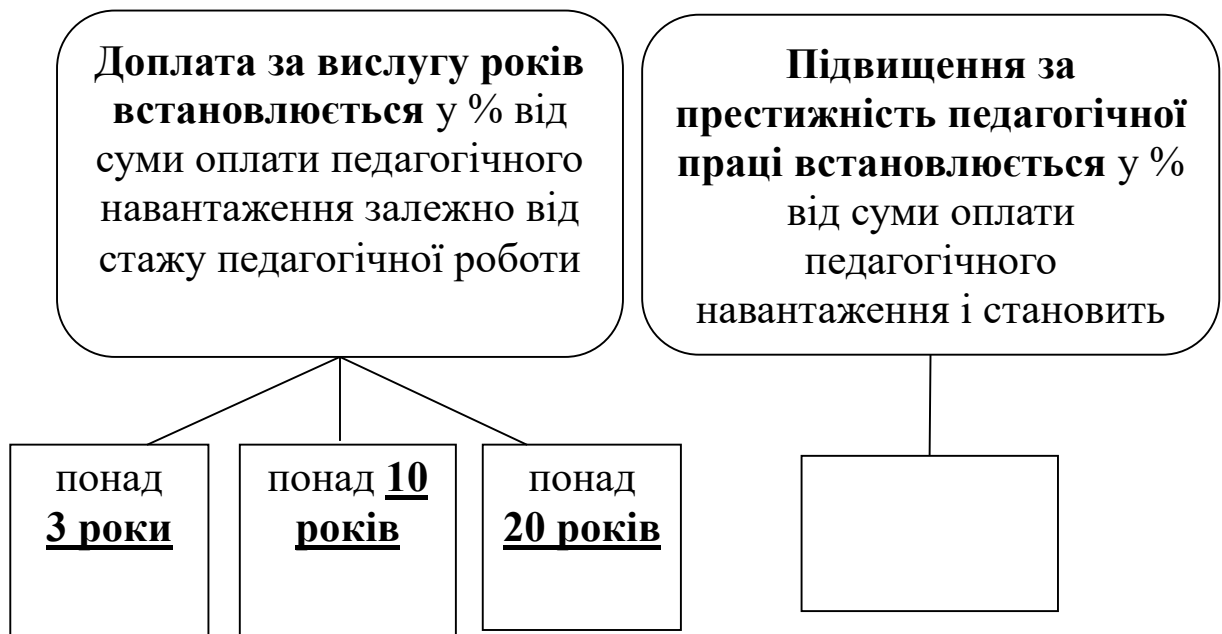 Доплата за вислугу років
встановлюється у % від
суми оплати педагогічного
навантаження залежно від
стажу педагогічної роботи
Підвищення за
престижність педагогічної
праці встановлюється у %
від суми оплати
педагогічного
навантаження і становить
понад
3 роки
понад 10
років
понад
20 років